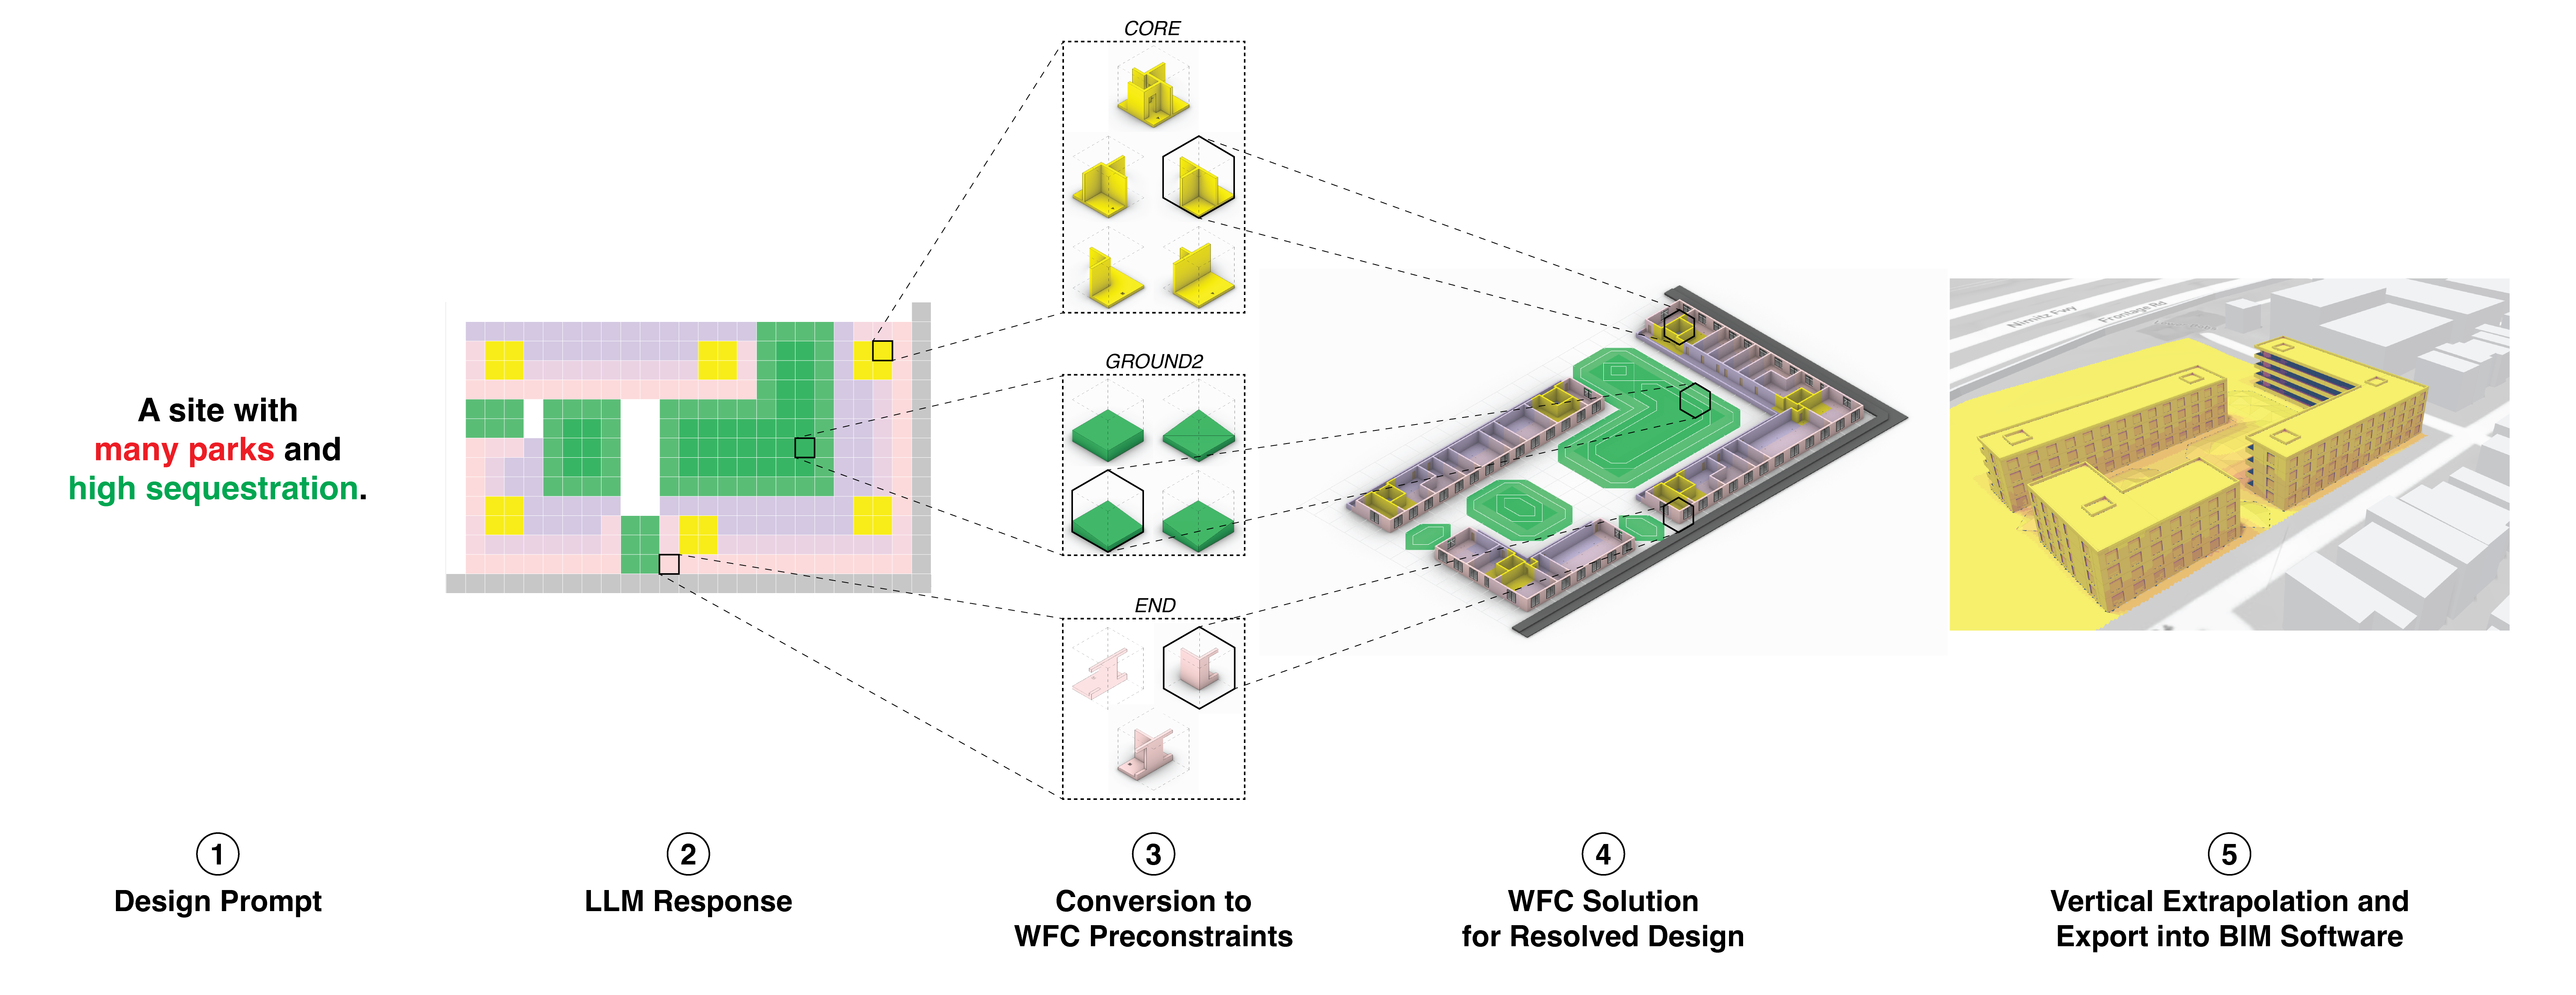 A site with
many parks and
high sequestration.
CORE
GROUND2
END
Nimitz Fwy
Frontage Rd
1
Design Prompt
2
LLM Response
3
Conversion to
WFC Preconstraints
4
WFC Solution
for Resolved Design
5
Vertical Extrapolation and
Export into BIM Software